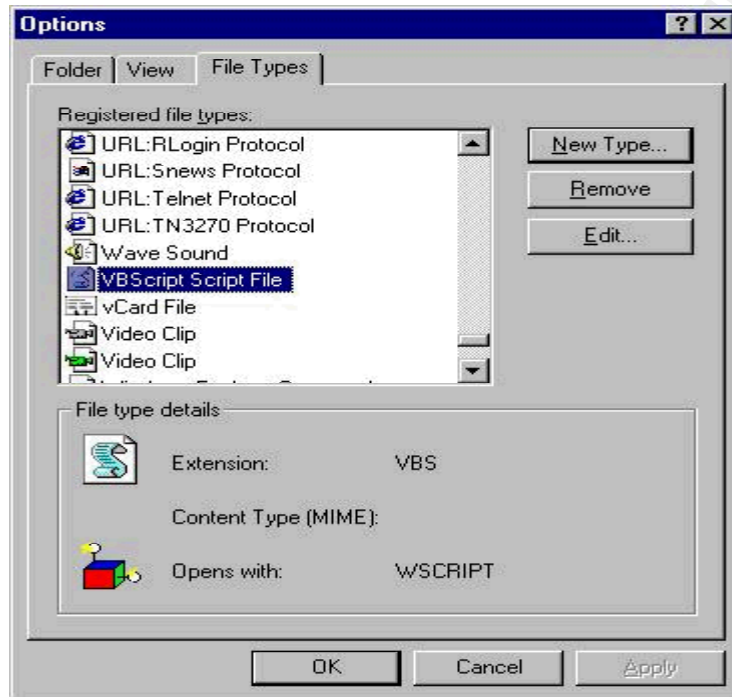 Options
Folder View File Types
Registered file types:
URL:RLogin Protocol
URL:Snews Protocol
URL:Telnet Protocol
URL:TN3270 Protocol
Wave Sound
VBScript Script File
vCard File
Video Clip
Video Clip
New Type...
Remove
Edit...
File type details
Extension: VBS
Content Type (MIME):
Opens with: WSCRIPT
OK Cancel Apply